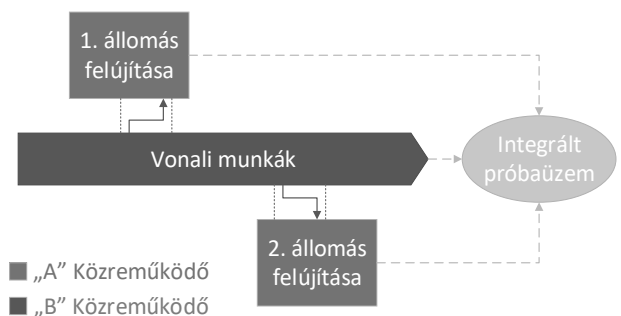 1. állomás
felújítása
Vonali munkák
Integrált
próbaüzem
2. állomás
felújítása
„A” Közreműködő
„B” Közreműködő